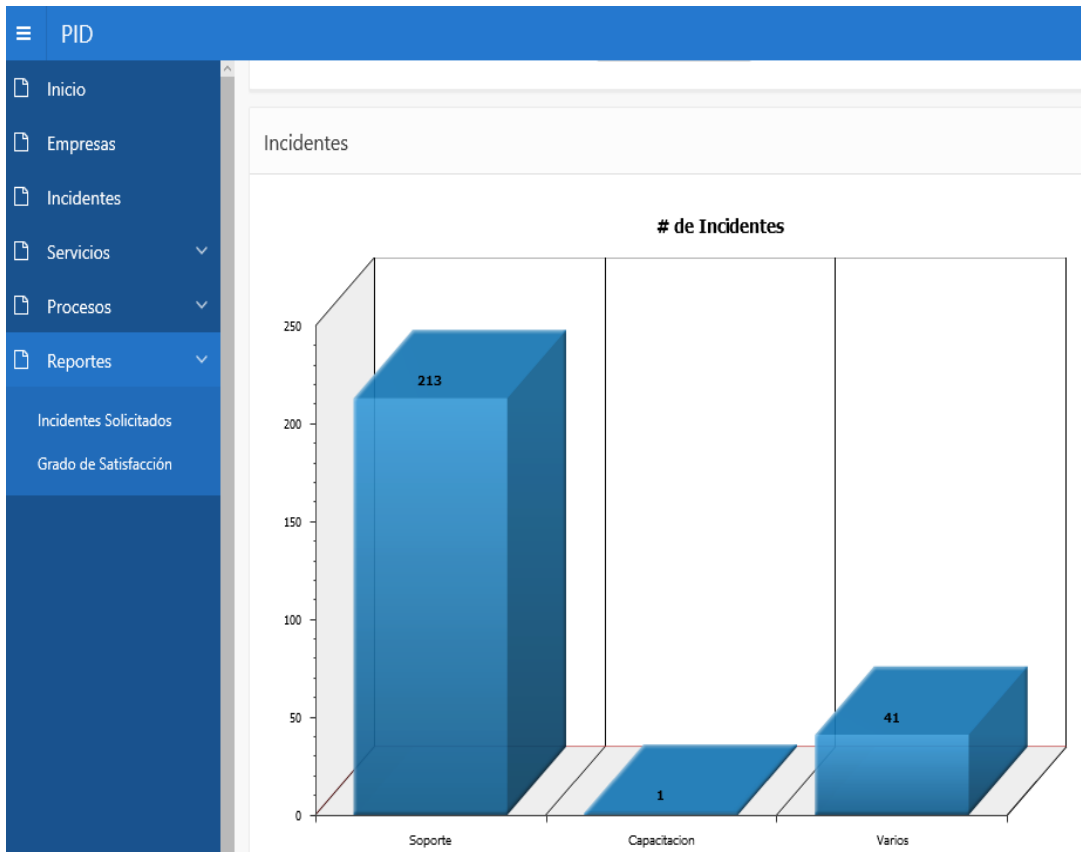 PID
Inicio
Empresas
Incidentes
Servicios
Procesos
Reportes
Incidentes Solicitados
Grado de Satisfacción
Incidentes
# de Incidentes
250
200
150
100
50
0
213
1
41
Soporte
Capacitacion
Varios